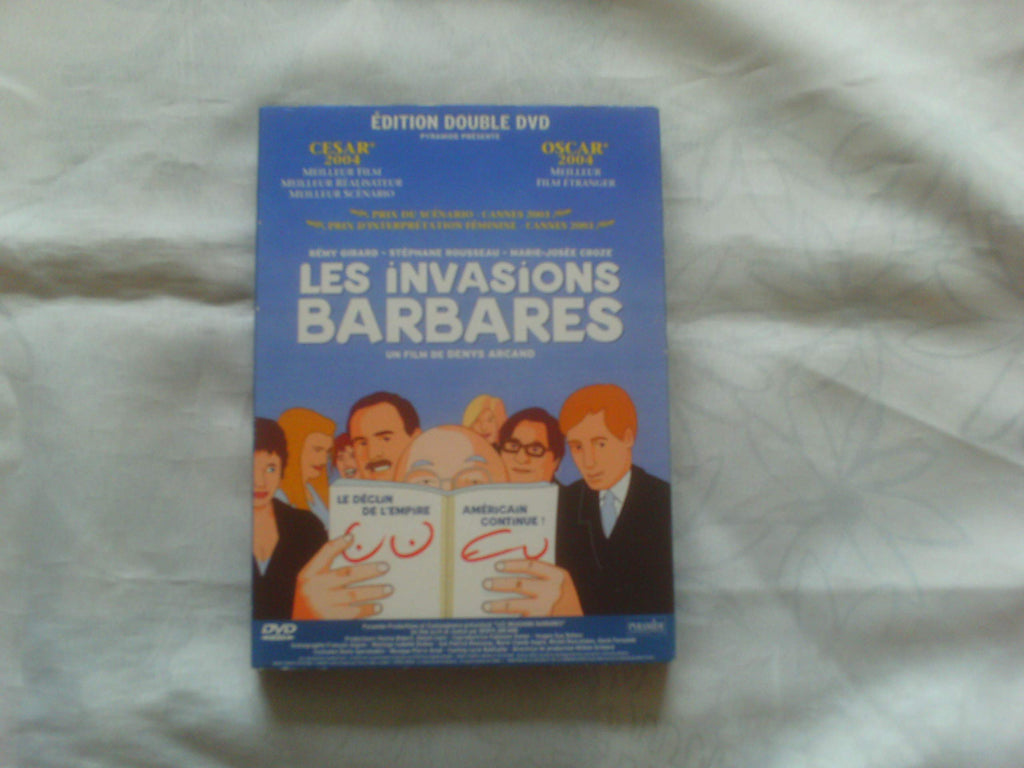 ÉDITION DOUBLE DVD
PYRAMIDE PRÉSENTE
CESAR*
2004
MEILLEUR FILM
MEILLEUR RÉALISATEUR
MEILLEUR SCÉNARIO
OSCAR*
2004
MEILLEUR
FILM ÉTRANGER
PRIX DU SCÉNARIO - CANNES 2003
PRIX D'INTERPRÉTATION FÉMININE - CANNES 2003
RÉMY GIRARD - STÉPHANE ROUSSEAU - MARIE-JOSÉE CROZE
LES iNVASiONS
BARBARES
UN FILM DE DENYS ARCAND
LE DÉCLIN
DE L'EMPIRE
AMÉRICAIN
CONTINUE !
DVD
PYRAMIDE